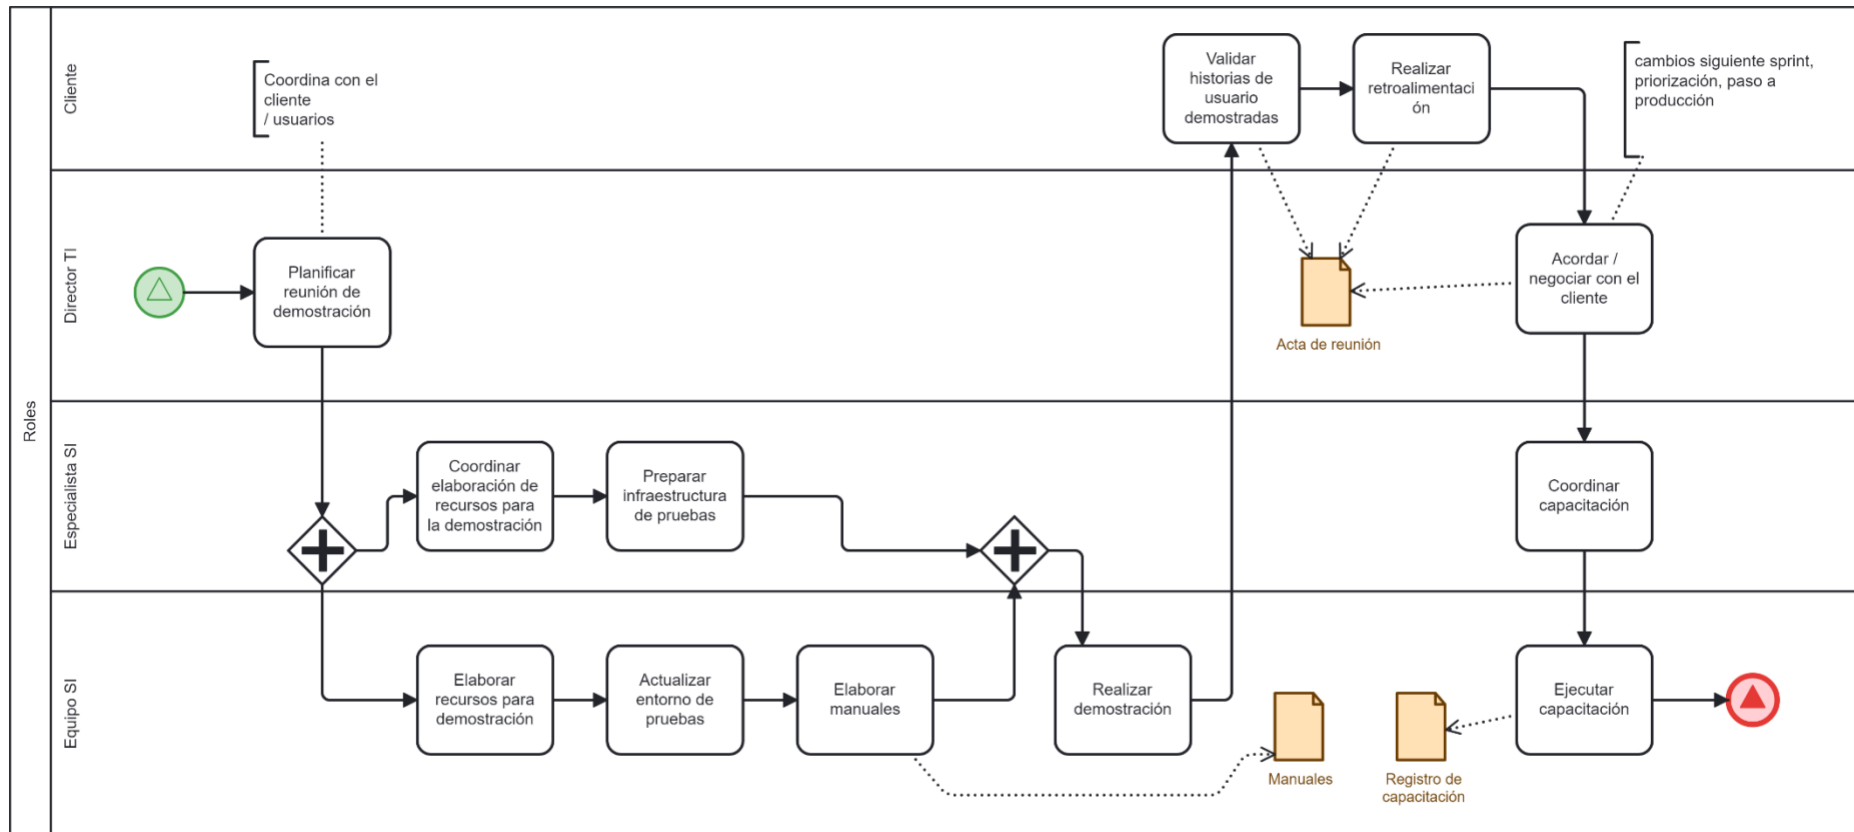 Roles
Cliente
Coordina con el
cliente
/ usuarios
Validar
historias de
usuario
demostradas
Realizar
retroalimentaci
ón
cambios siguiente sprint,
priorización, paso a
producción
Director TI
Planificar
reunión de
demostración
Acta de reunión
Acordar /
negociar con el
cliente
Especialista SI
Coordinar
elaboración de
recursos para
la demostración
Preparar
infraestructura
de pruebas
Coordinar
capacitación
Equipo SI
Elaborar
recursos para
demostración
Actualizar
entorno de
pruebas
Elaborar
manuales
Realizar
demostración
Manuales
Registro de
capacitación
Ejecutar
capacitación